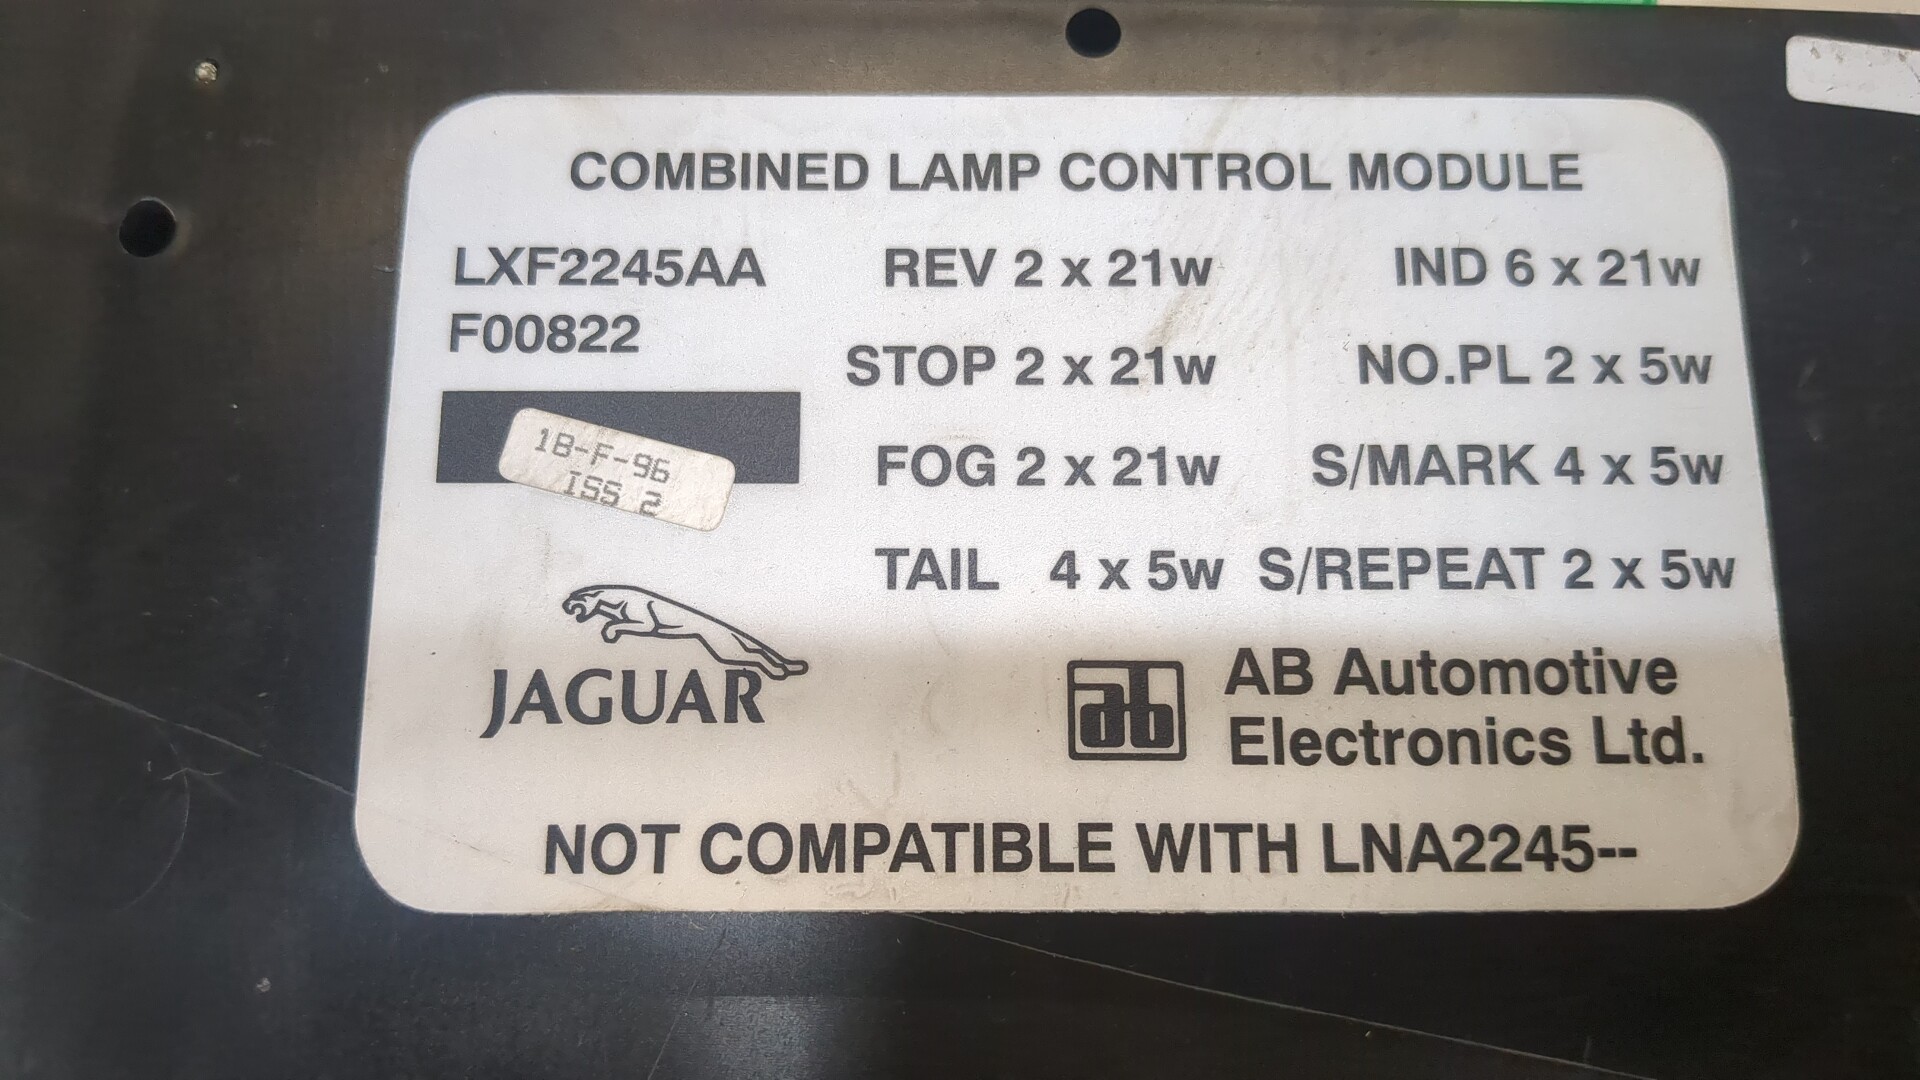 COMBINED LAMP CONTROL MODULE
LXF2245AA
F00822
18-F-96
ISS 2
REV 2 x 21w
IND 6 x 21w
STOP 2 x 21w
NO.PL 2 x 5w
FOG 2 x 21w
S/MARK 4 x 5w
TAIL 4 x 5w
S/REPEAT 2 x 5w
JAGUAR
ab
AB Automotive
Electronics Ltd.
NOT COMPATIBLE WITH LNA2245--